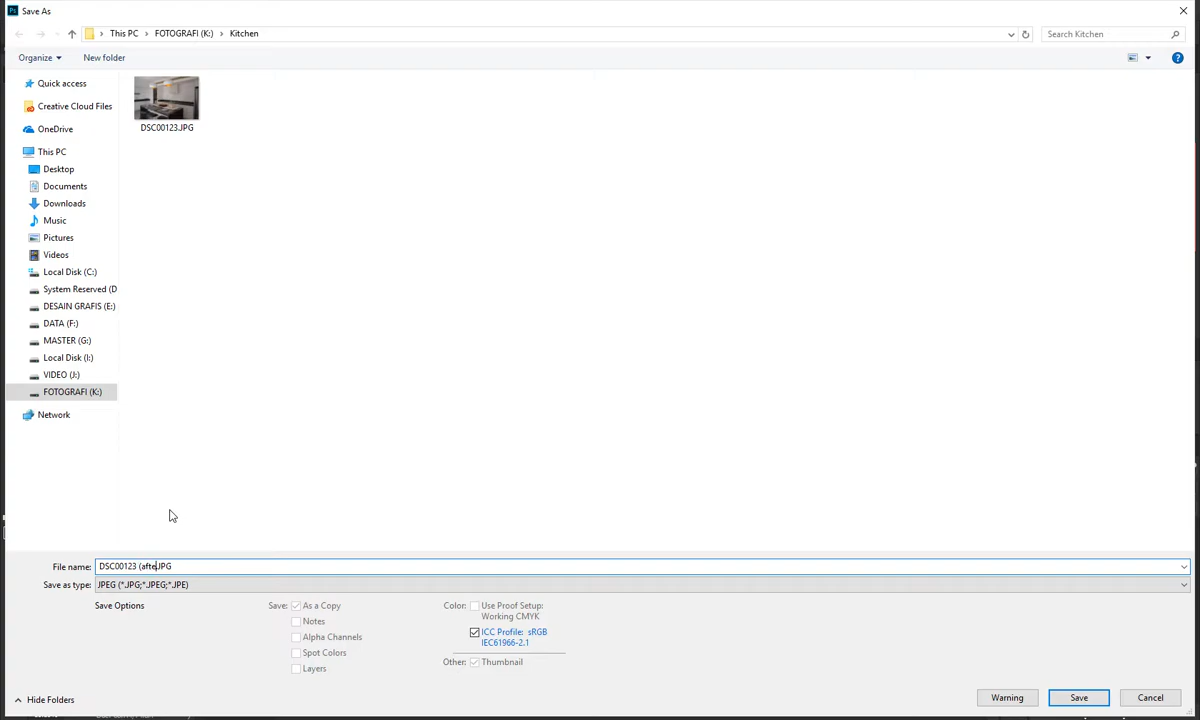 Save As
This PC > FOTOGRAFI (K:) > Kitchen
Search Kitchen
Organize
New folder
Quick access
Creative Cloud Files
OneDrive
This PC
Desktop
Documents
Downloads
Music
Pictures
Videos
Local Disk (C:)
System Reserved (D
DESAIN GRAFIS (E:)
DATA (F:)
MASTER (G:)
Local Disk (I:)
VIDEO (J:)
FOTOGRAFI (K:)
Network
DSC00123.JPG
File name: DSC00123 (afte.JPG
Save as type: JPEG (*.JPG;*.JPEG;*.JPE)
Save Options
Save: As a Copy
Notes
Alpha Channels
Spot Colors
Layers
Color: Use Proof Setup:
Working CMYK
ICC Profile: sRGB
IEC61966-2.1
Other: Thumbnail
Hide Folders
Warning
Save
Cancel